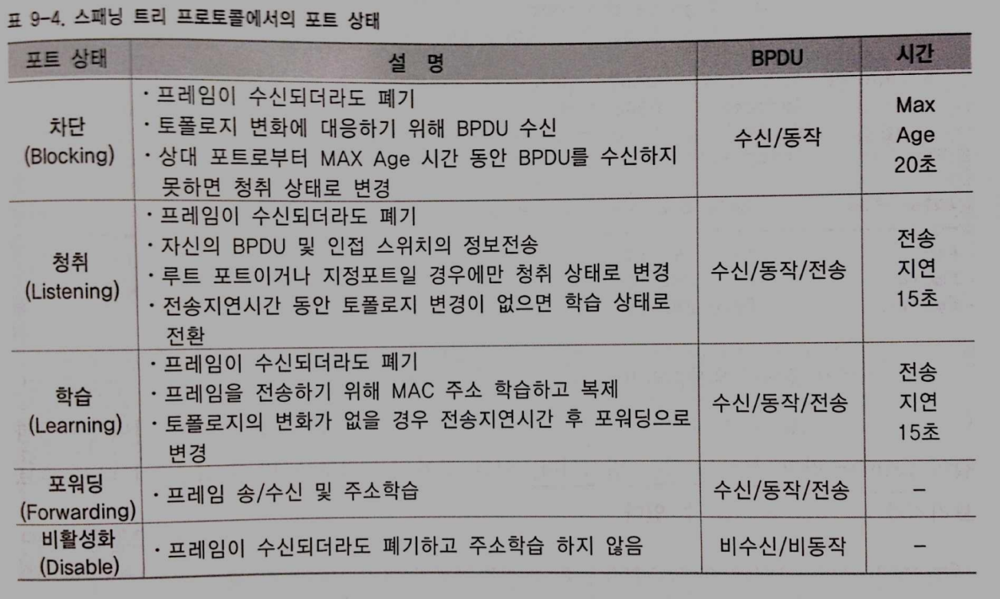 표 9-4. 스패닝 트리 프로토콜에서의 포트 상태
포트 상태 설 명 BPDU 시간
차단
(Blocking)
· 프레임이 수신되더라도 폐기
· 토폴로지 변화에 대응하기 위해 BPDU 수신
· 상대 포트로부터 MAX Age 시간 동안 BPDU를 수신하지
못하면 청취 상태로 변경
수신/동작
Max
Age
20초
청취
(Listening)
· 프레임이 수신되더라도 폐기
· 자신의 BPDU 및 인접 스위치의 정보전송
· 루트 포트이거나 지정포트일 경우에만 청취 상태로 변경
· 전송지연시간 동안 토폴로지 변경이 없으면 학습 상태로
전환
수신/동작/전송
전송
지연
15초
학습
(Learning)
· 프레임이 수신되더라도 폐기
· 프레임을 전송하기 위해 MAC 주소 학습하고 복제
· 토폴로지의 변화가 없을 경우 전송지연시간 후 포워딩으로
변경
수신/동작/전송
전송
지연
15초
포워딩
(Forwarding)
· 프레임 송/수신 및 주소학습
수신/동작/전송
–
비활성화
(Disable)
· 프레임이 수신되더라도 폐기하고 주소학습 하지 않음
비수신/비동작
–